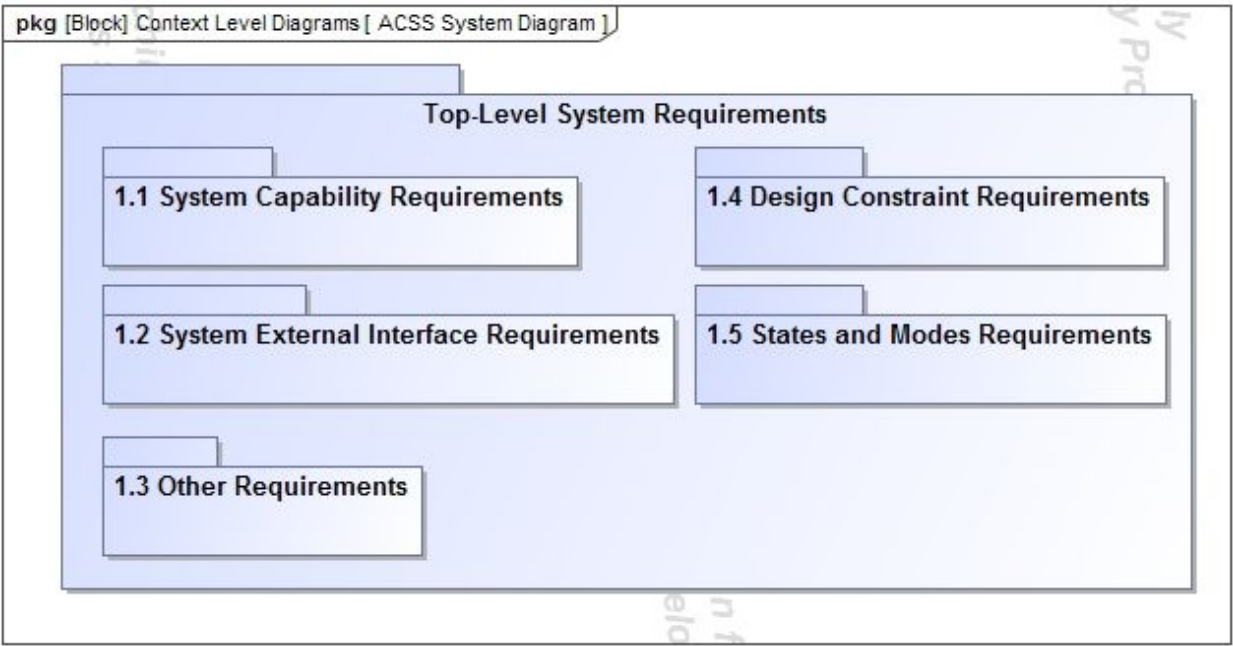 pkg [Block] Context Level Diagrams [ ACSS System Diagram ]
Top-Level System Requirements
1.1 System Capability Requirements
1.4 Design Constraint Requirements
1.2 System External Interface Requirements
1.5 States and Modes Requirements
1.3 Other Requirements